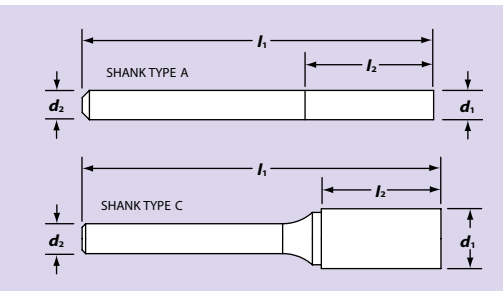 l₁
SHANK TYPE A
l₂
d₂
d₁
l₁
SHANK TYPE C
l₂
d₂
d₁